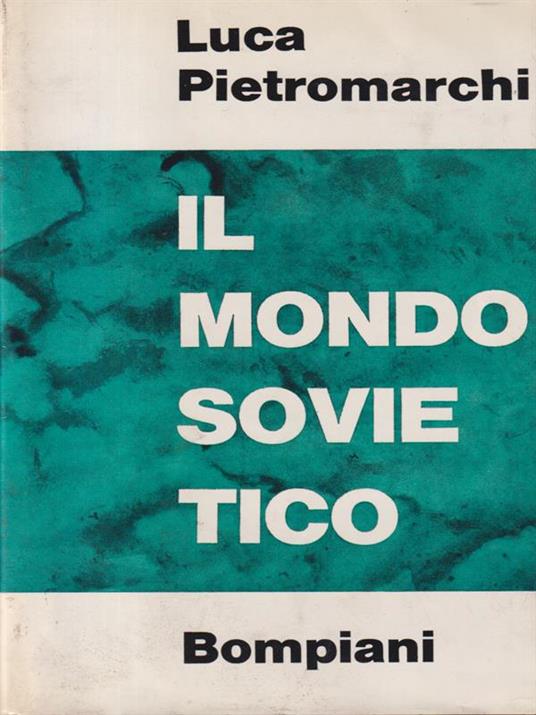 Luca
Pietromarchi
IL
MONDO
SOVIE
TICO
Bompiani